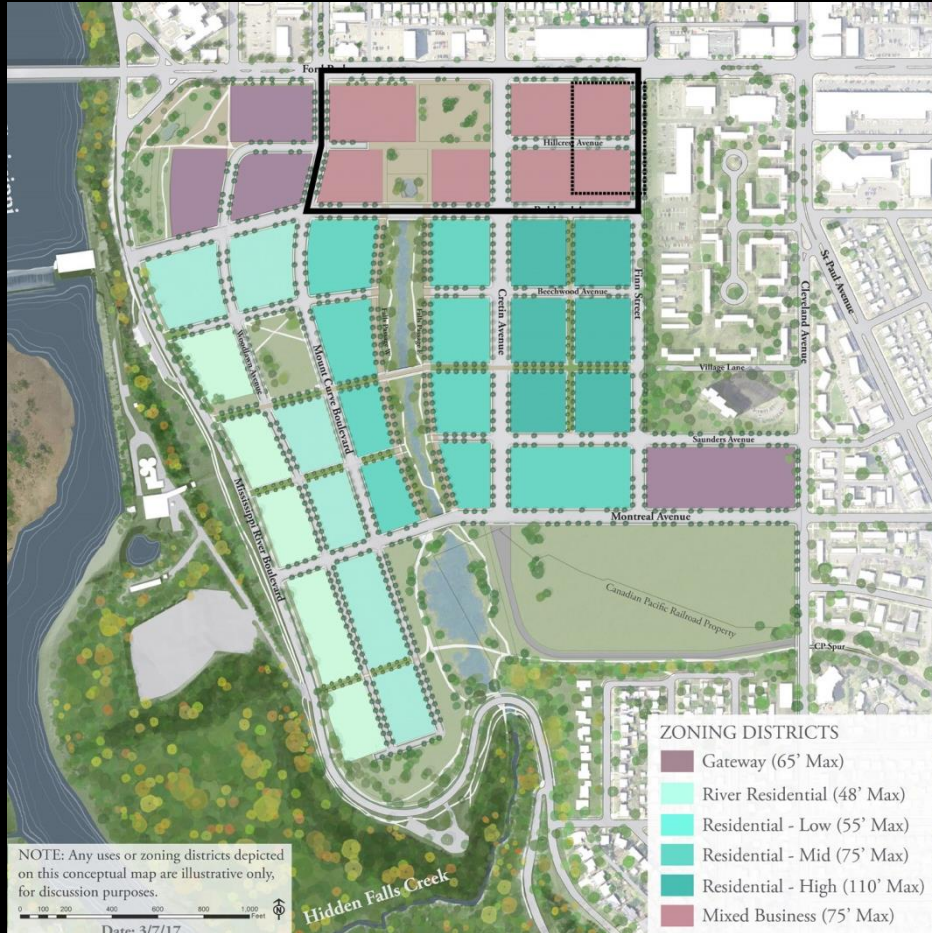 Hillcrest Avenue
Beechwood Avenue
Finn Street
Cretin Avenue
Cleveland Avenue
St Paul Avenue
Village Lane
Woodlawn Avenue
Mount Curve Boulevard
Saunders Avenue
Mississippi River Boulevard
Montreal Avenue
Canadian Pacific Railroad Property
CP Spur
ZONING DISTRICTS
Gateway (65' Max)
River Residential (48' Max)
Residential - Low (55' Max)
Residential - Mid (75' Max)
Residential - High (110' Max)
Mixed Business (75' Max)
NOTE: Any uses or zoning districts depicted
on this conceptual map are illustrative only,
for discussion purposes.
0 100 200 400 600 800 1,000
Feet
N
Date: 3/7/17
Hidden Falls Creek